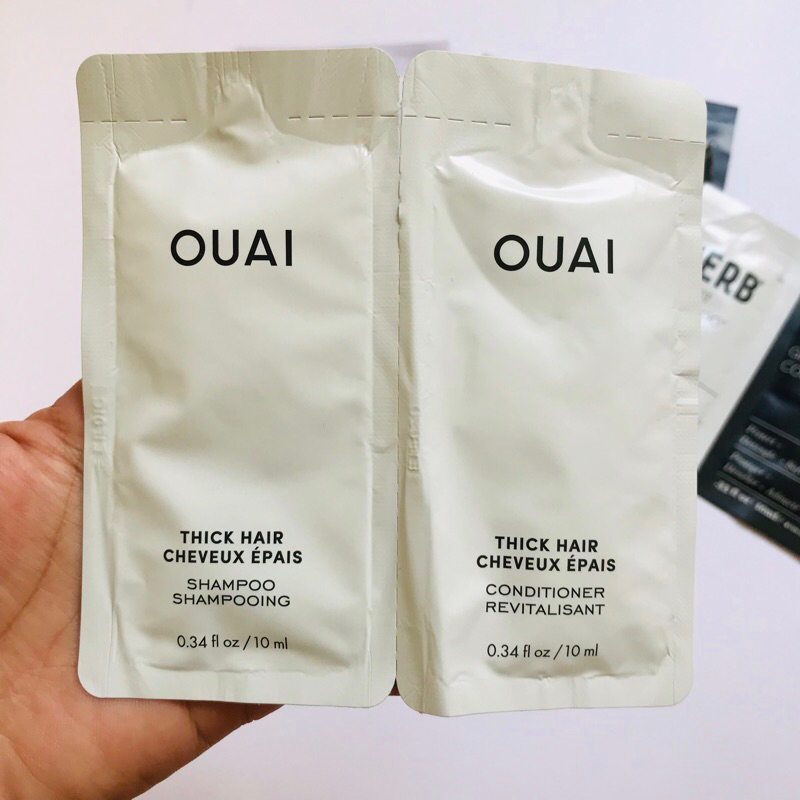 OUAI
THICK HAIR
CHEVEUX ÉPAIS
SHAMPOO
SHAMPOOING
0.34 fl oz / 10 ml
OUAI
THICK HAIR
CHEVEUX ÉPAIS
CONDITIONER
REVITALISANT
0.34 fl oz / 10 ml
ERB